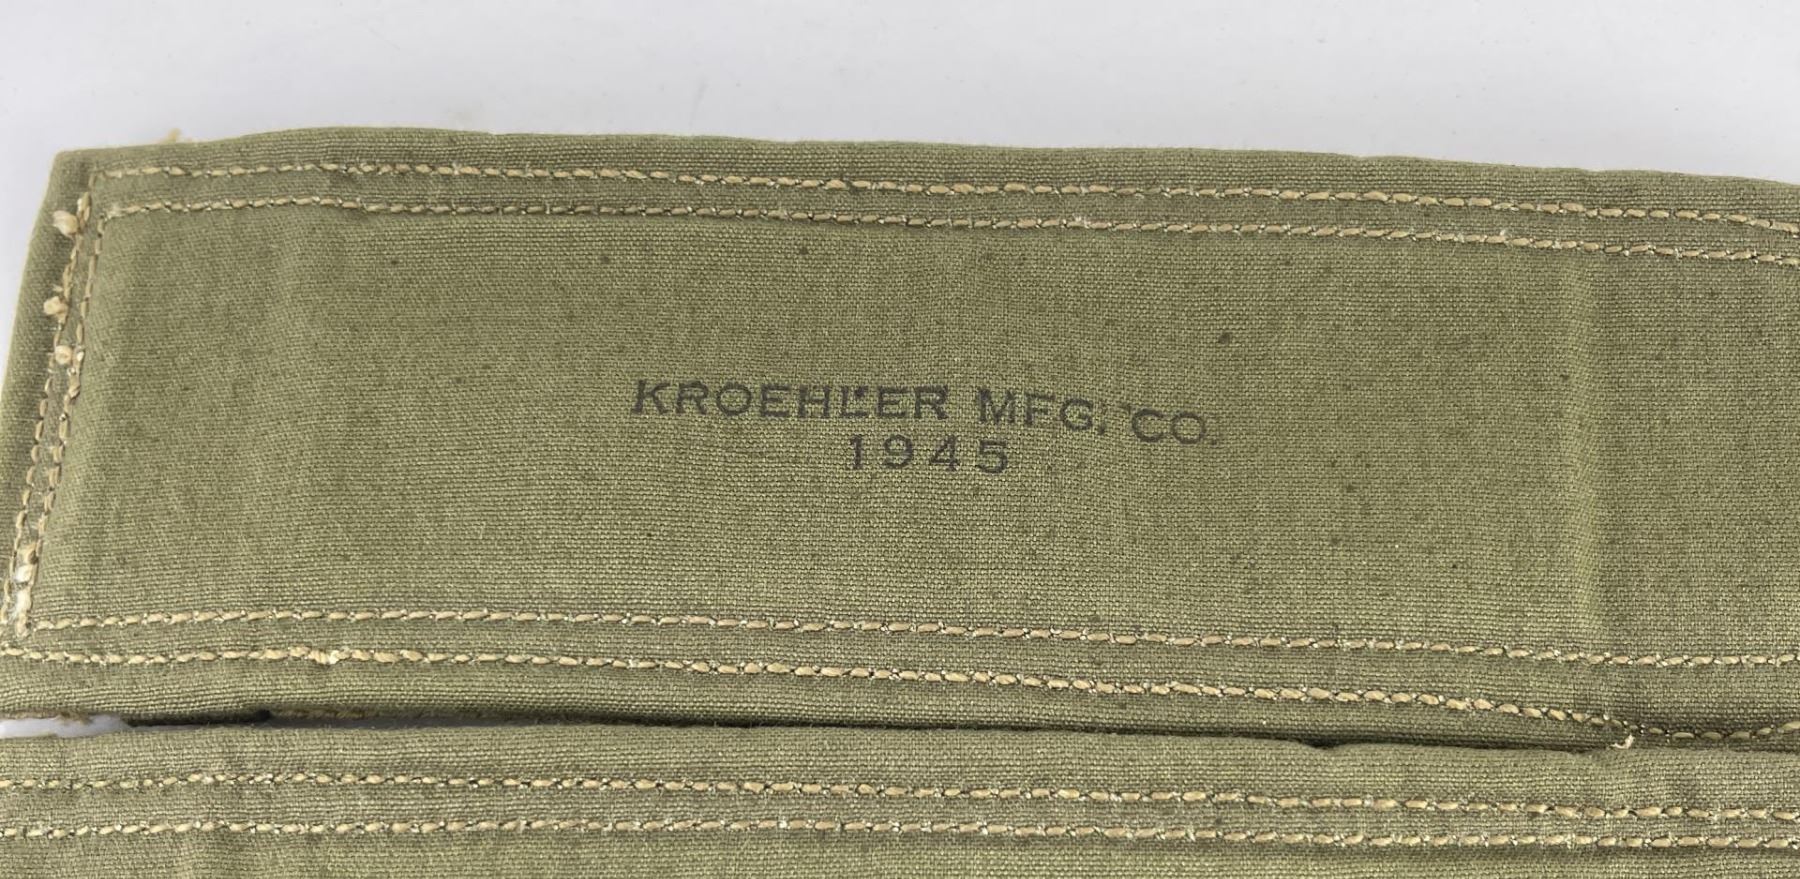 KROEHLER MFG. CO.
1945